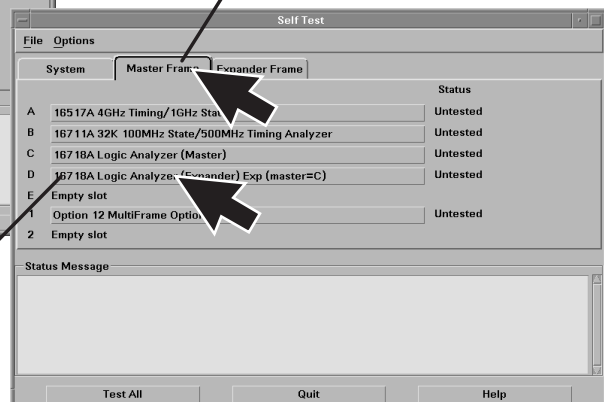 Self Test
File Options
System Master Frame Expander Frame
Status
A 16517A 4GHz Timing/1GHz Untested
B 16711A 32K 100MHz State/500MHz Timing Analyzer Untested
C 16718A Logic Analyzer (Master) Untested
D 16718A Logic Analyzer (Expander) Exp (master=C) Untested
E Empty slot
1 Option 12 MultiFrame Untested
2 Empty slot
Status Message
Test All Quit Help